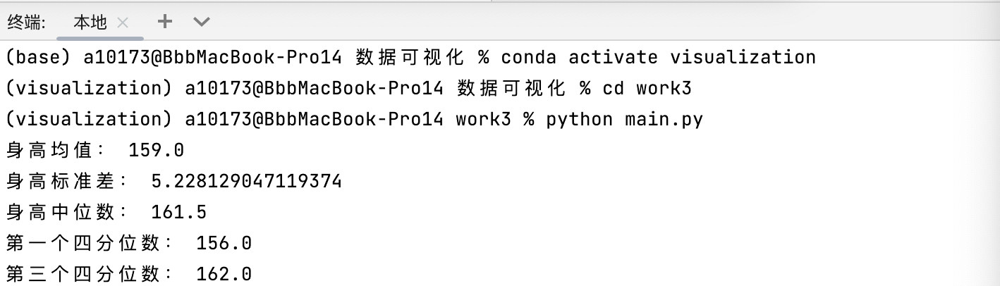 终端: 本地
(base) a10173@BbbMacBook-Pro14 数据可视化 % conda activate visualization
(visualization) a10173@BbbMacBook-Pro14 数据可视化 % cd work3
(visualization) a10173@BbbMacBook-Pro14 work3 % python main.py
身高均值： 159.0
身高标准差： 5.228129047119374
身高中位数： 161.5
第一个四分位数： 156.0
第三个四分位数： 162.0